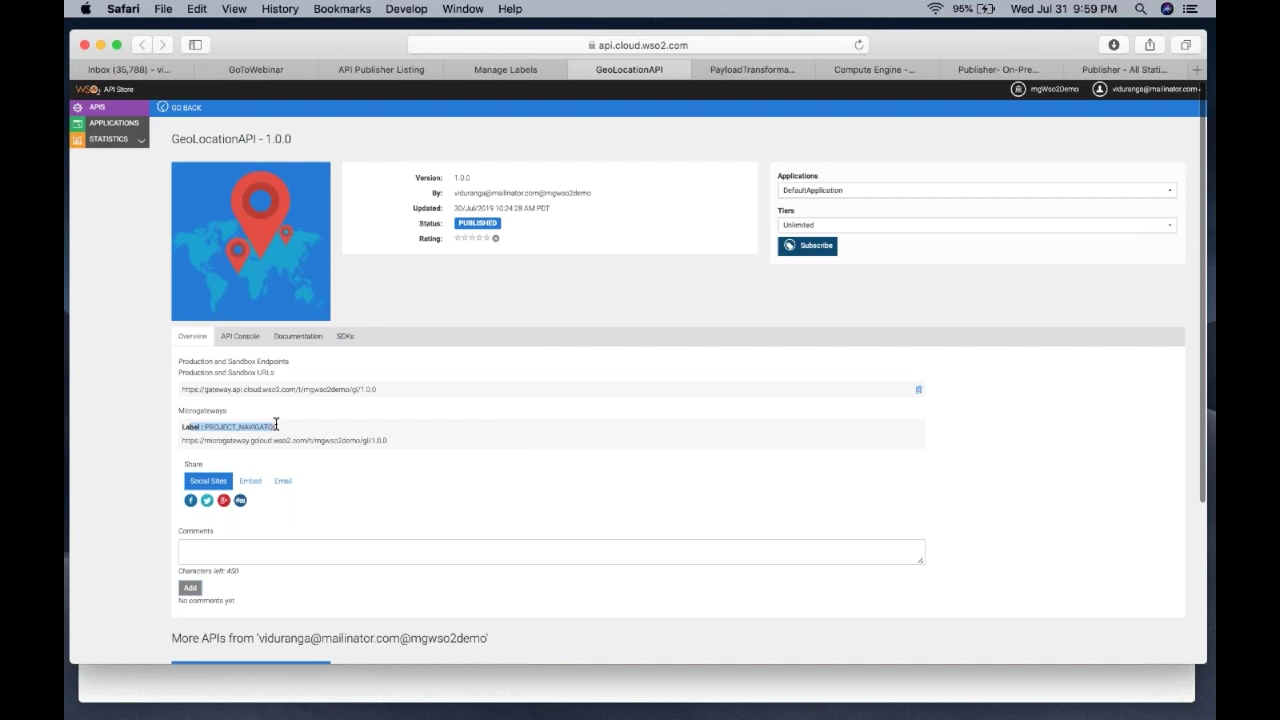 Safari File Edit View History Bookmarks Develop Window Help 95% Wed Jul 31 9:59 PM
api.cloud.wso2.com
Inbox (35,788) – vi... GoToWebinar API Publisher Listing Manage Labels GeoLocationAPI PayloadTransforma... Compute Engine -... Publisher- On-Pre... Publisher - All Stati...
WSO2 API Store mgWso2Demo viduranga@mailinator.com
APIS GO BACK
APPLICATIONS
STATISTICS
GeoLocationAPI - 1.0.0
Version: 1.0.0
By: viduranga@mailinator.com@mgwso2demo
Updated: 30/Jul/2019 10:24:28 AM PDT
Status: PUBLISHED
Rating:
Applications
DefaultApplication
Tiers
Unlimited
Subscribe
Overview API Console Documentation SDKs
Production and Sandbox Endpoints
Production and Sandbox URLs:
https://gateway.api.cloud.wso2.com/t/mgwso2demo/gl/1.0.0
Microgateways
Label : PROJECT_NAVIGATOR
https://microgateway.gcloud.wso2.com/t/mgwso2demo/gl/1.0.0
Share
Social Sites Embed Email
Comments
Characters left: 450
Add
No comments yet
More APIs from 'viduranga@mailinator.com@mgwso2demo'